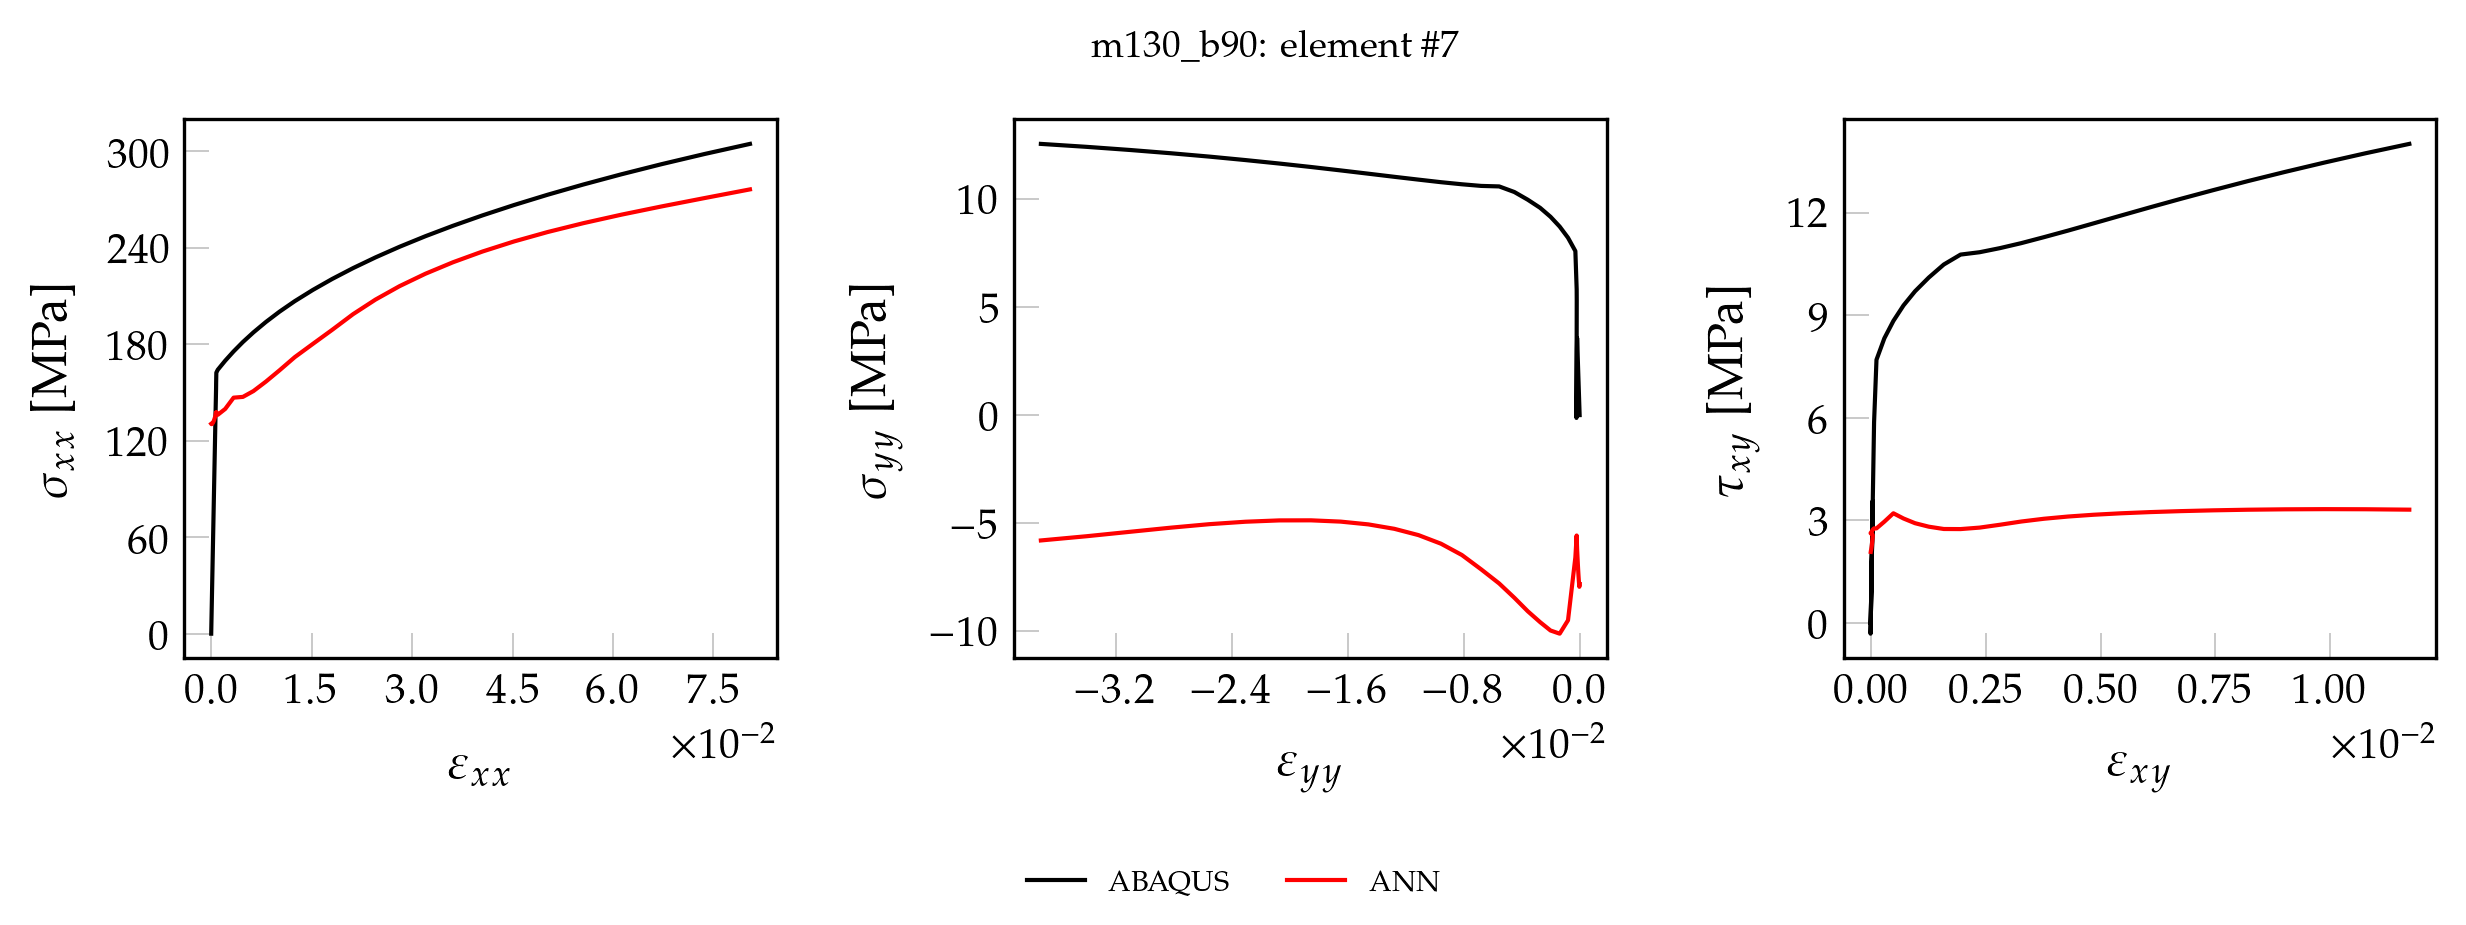 m130_b90: element #7
σxx [MPa]
300
240
180
120
60
0
0.0 1.5 3.0 4.5 6.0 7.5
×10−2
εxx
σyy [MPa]
10
5
0
−5
−10
−3.2 −2.4 −1.6 −0.8 0.0
×10−2
εyy
τxy [MPa]
12
9
6
3
0
0.00 0.25 0.50 0.75 1.00
×10−2
εxy
ABAQUS ANN